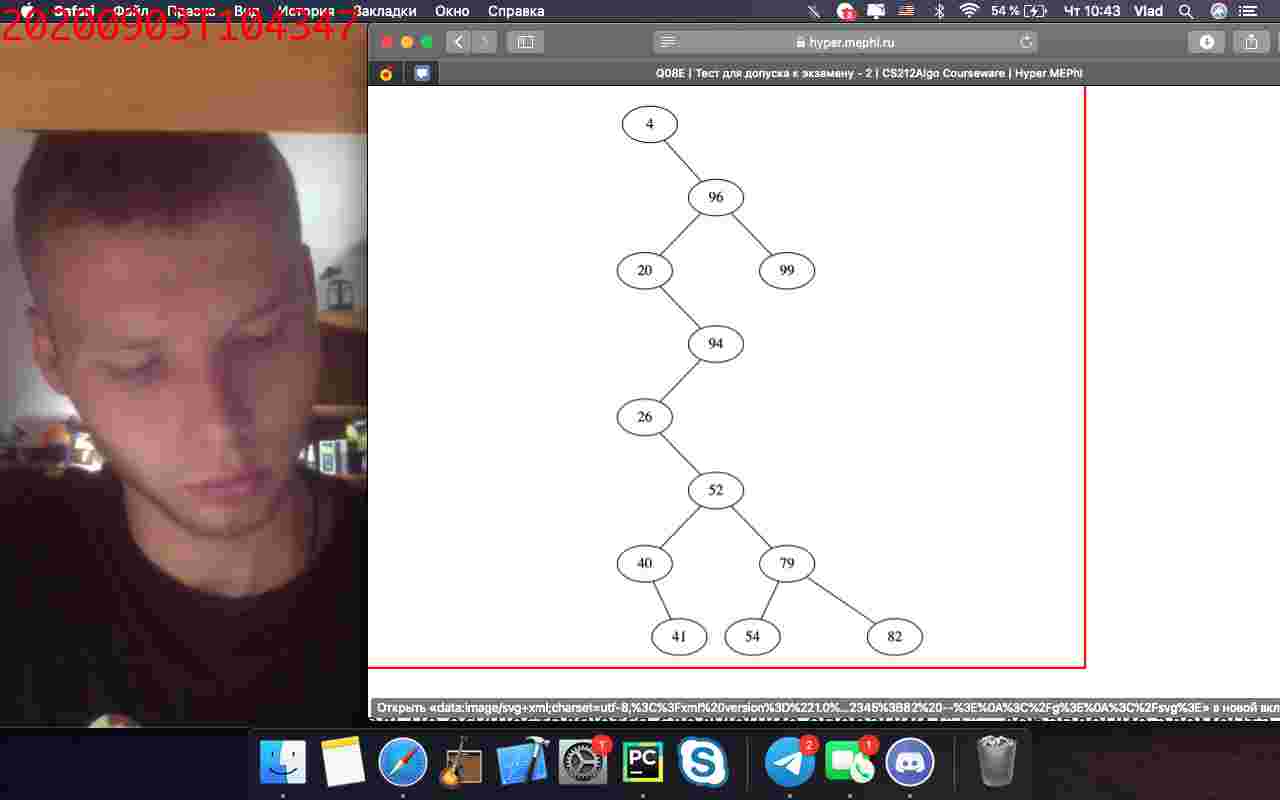 20200903T104347
Safari Файл Правка Вид История Закладки Окно Справка
54 % Чт 10:43 Vlad
hyper.mephi.ru
Q08E | Тест для допуска к экзамену - 2 | CS212Algo Courseware | Hyper.MEPhI
4
96
20 99
94
26
52
40 79
41 54 82
Открыть «data:image/svg+xml;charset=utf-8,%3C%3Fxml%20version%3D%221.0%...2345%3B82%20--%3E%0A%3C%2Fg%3E%0A%3C%2Fsvg%3E» в новой вкл
1 PC 2 1